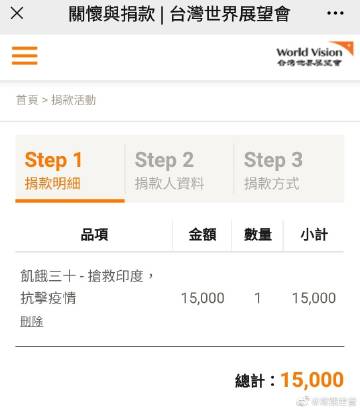 關懷與捐款 | 台灣世界展望會
World Vision
台灣世界展望會
首頁 > 捐款活動
Step 1
捐款明細
Step 2
捐款人資料
Step 3
捐款方式
品項 金額 數量 小計
飢餓三十 - 搶救印度，
抗擊疫情
15,000 1 15,000
刪除
總計：15,000